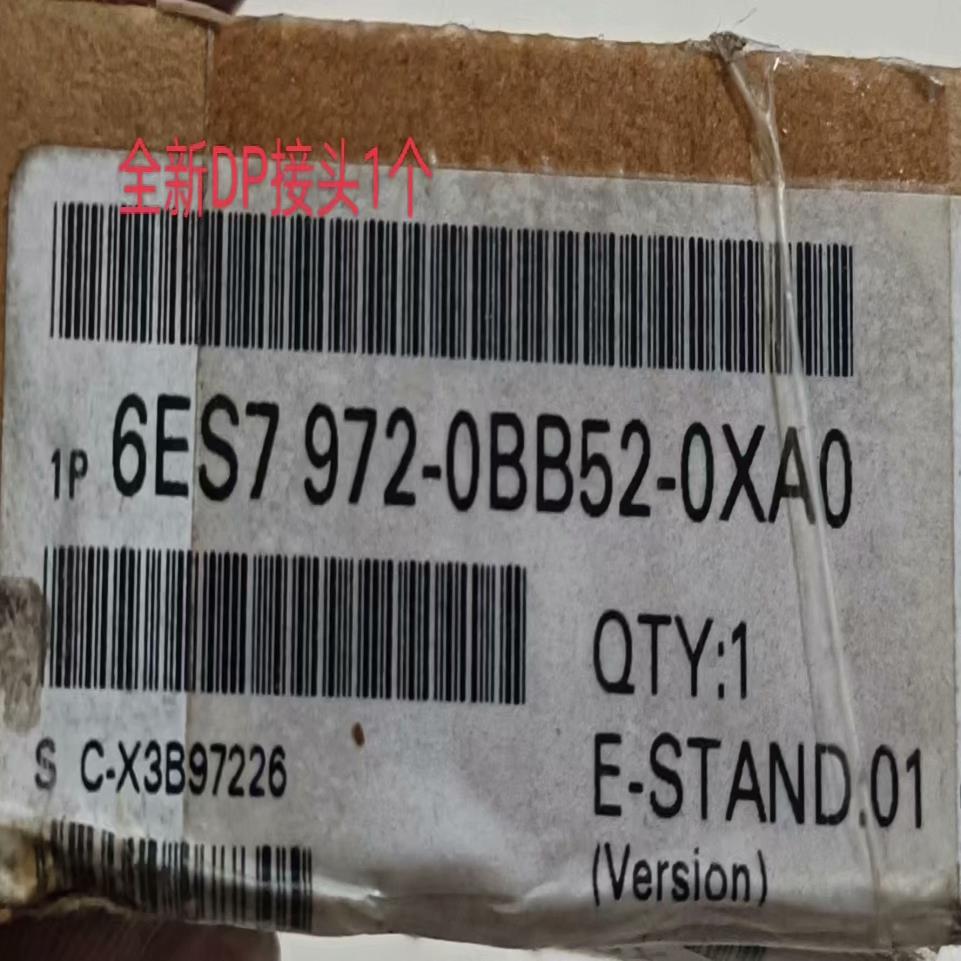 全新DP接头1个
1P 6ES7 972-0BB52-0XA0
QTY:1
S C-X3B97226
E-STAND.01
(Version)